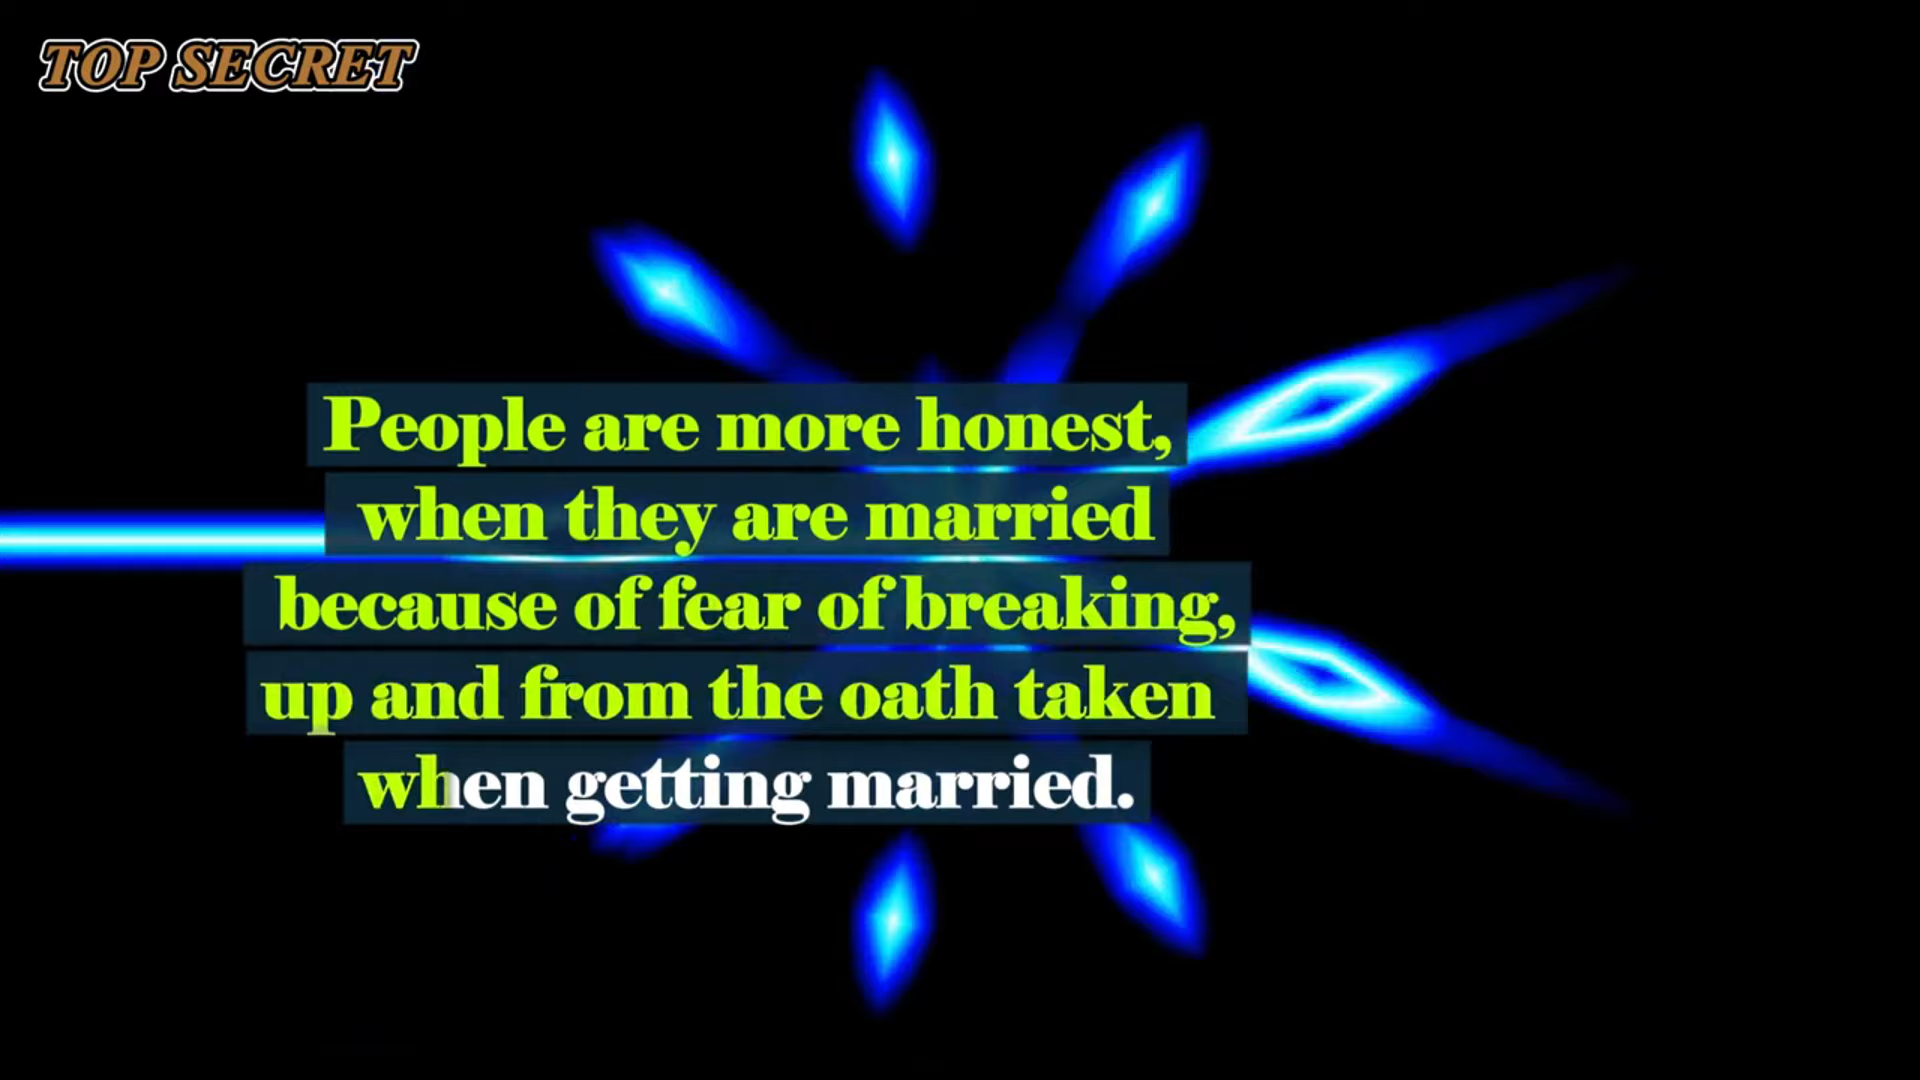 TOP SECRET
People are more honest,
when they are married
because of fear of breaking,
up and from the oath taken
when getting married.